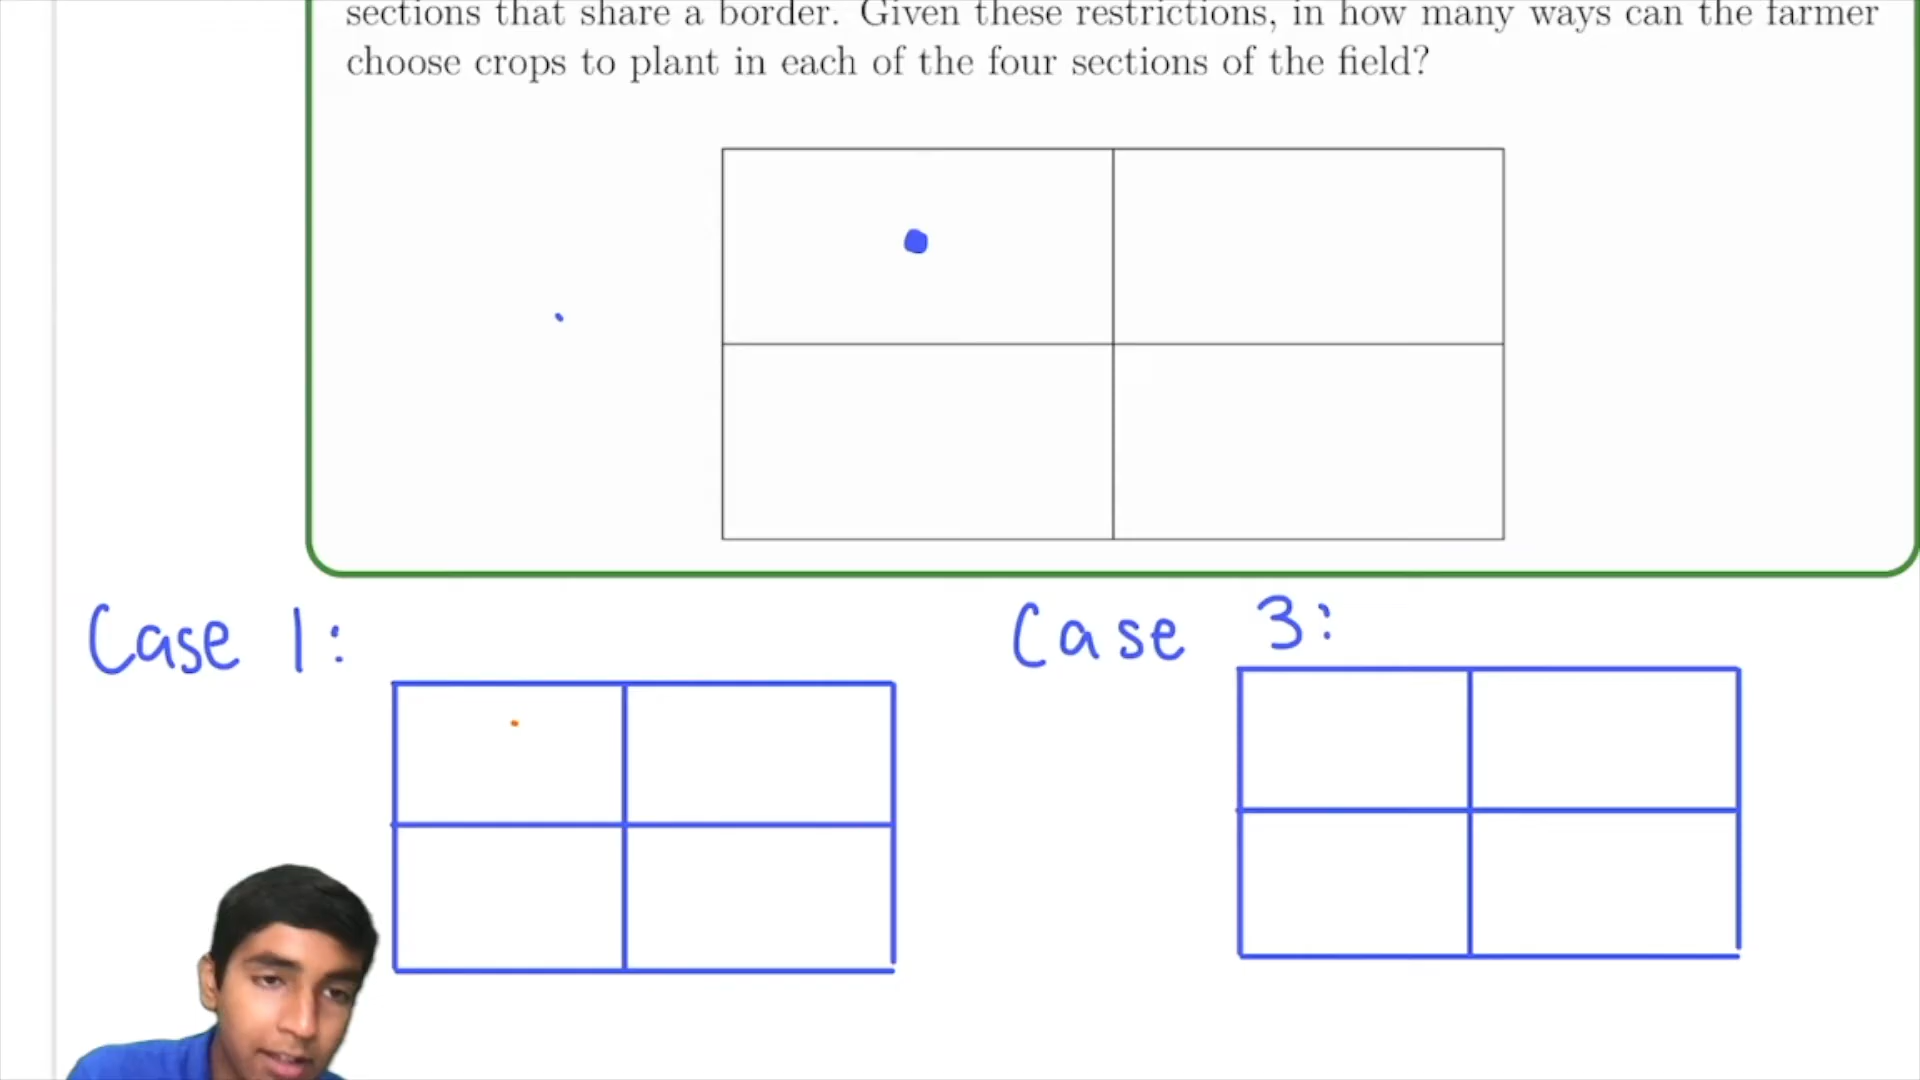 sections that share a border. Given these restrictions, in how many ways can the farmer
choose crops to plant in each of the four sections of the field?
Case 1:
Case 3: